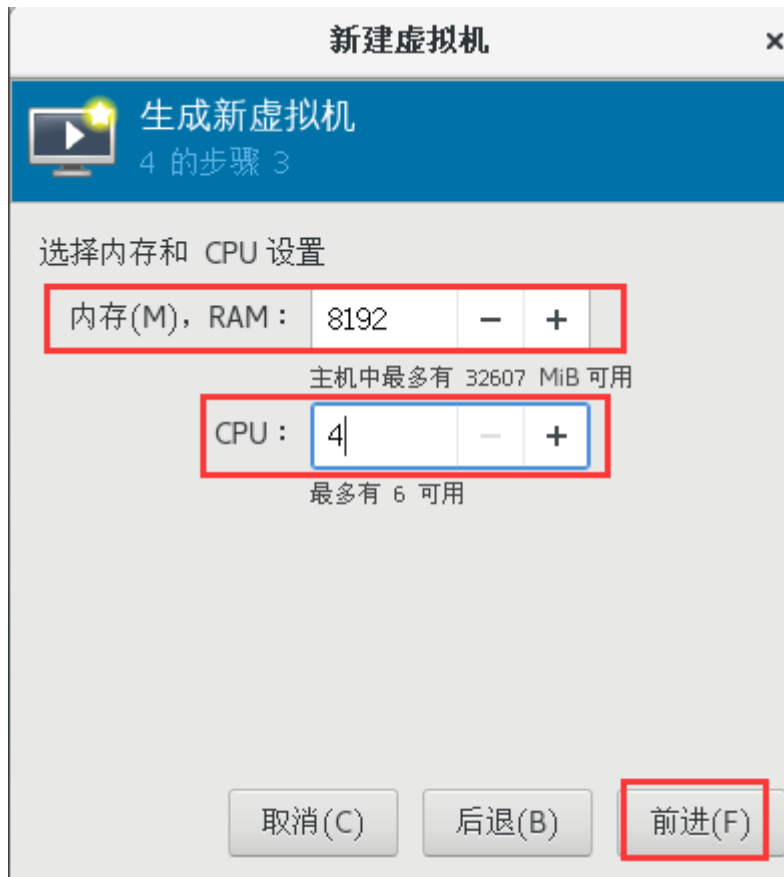 新建虚拟机 ×
生成新虚拟机
4 的步骤 3
选择内存和 CPU 设置
内存(M)，RAM： 8192 − +
主机中最多有 32607 MiB 可用
CPU： 4 − +
最多有 6 可用
取消(C) 后退(B) 前进(F)